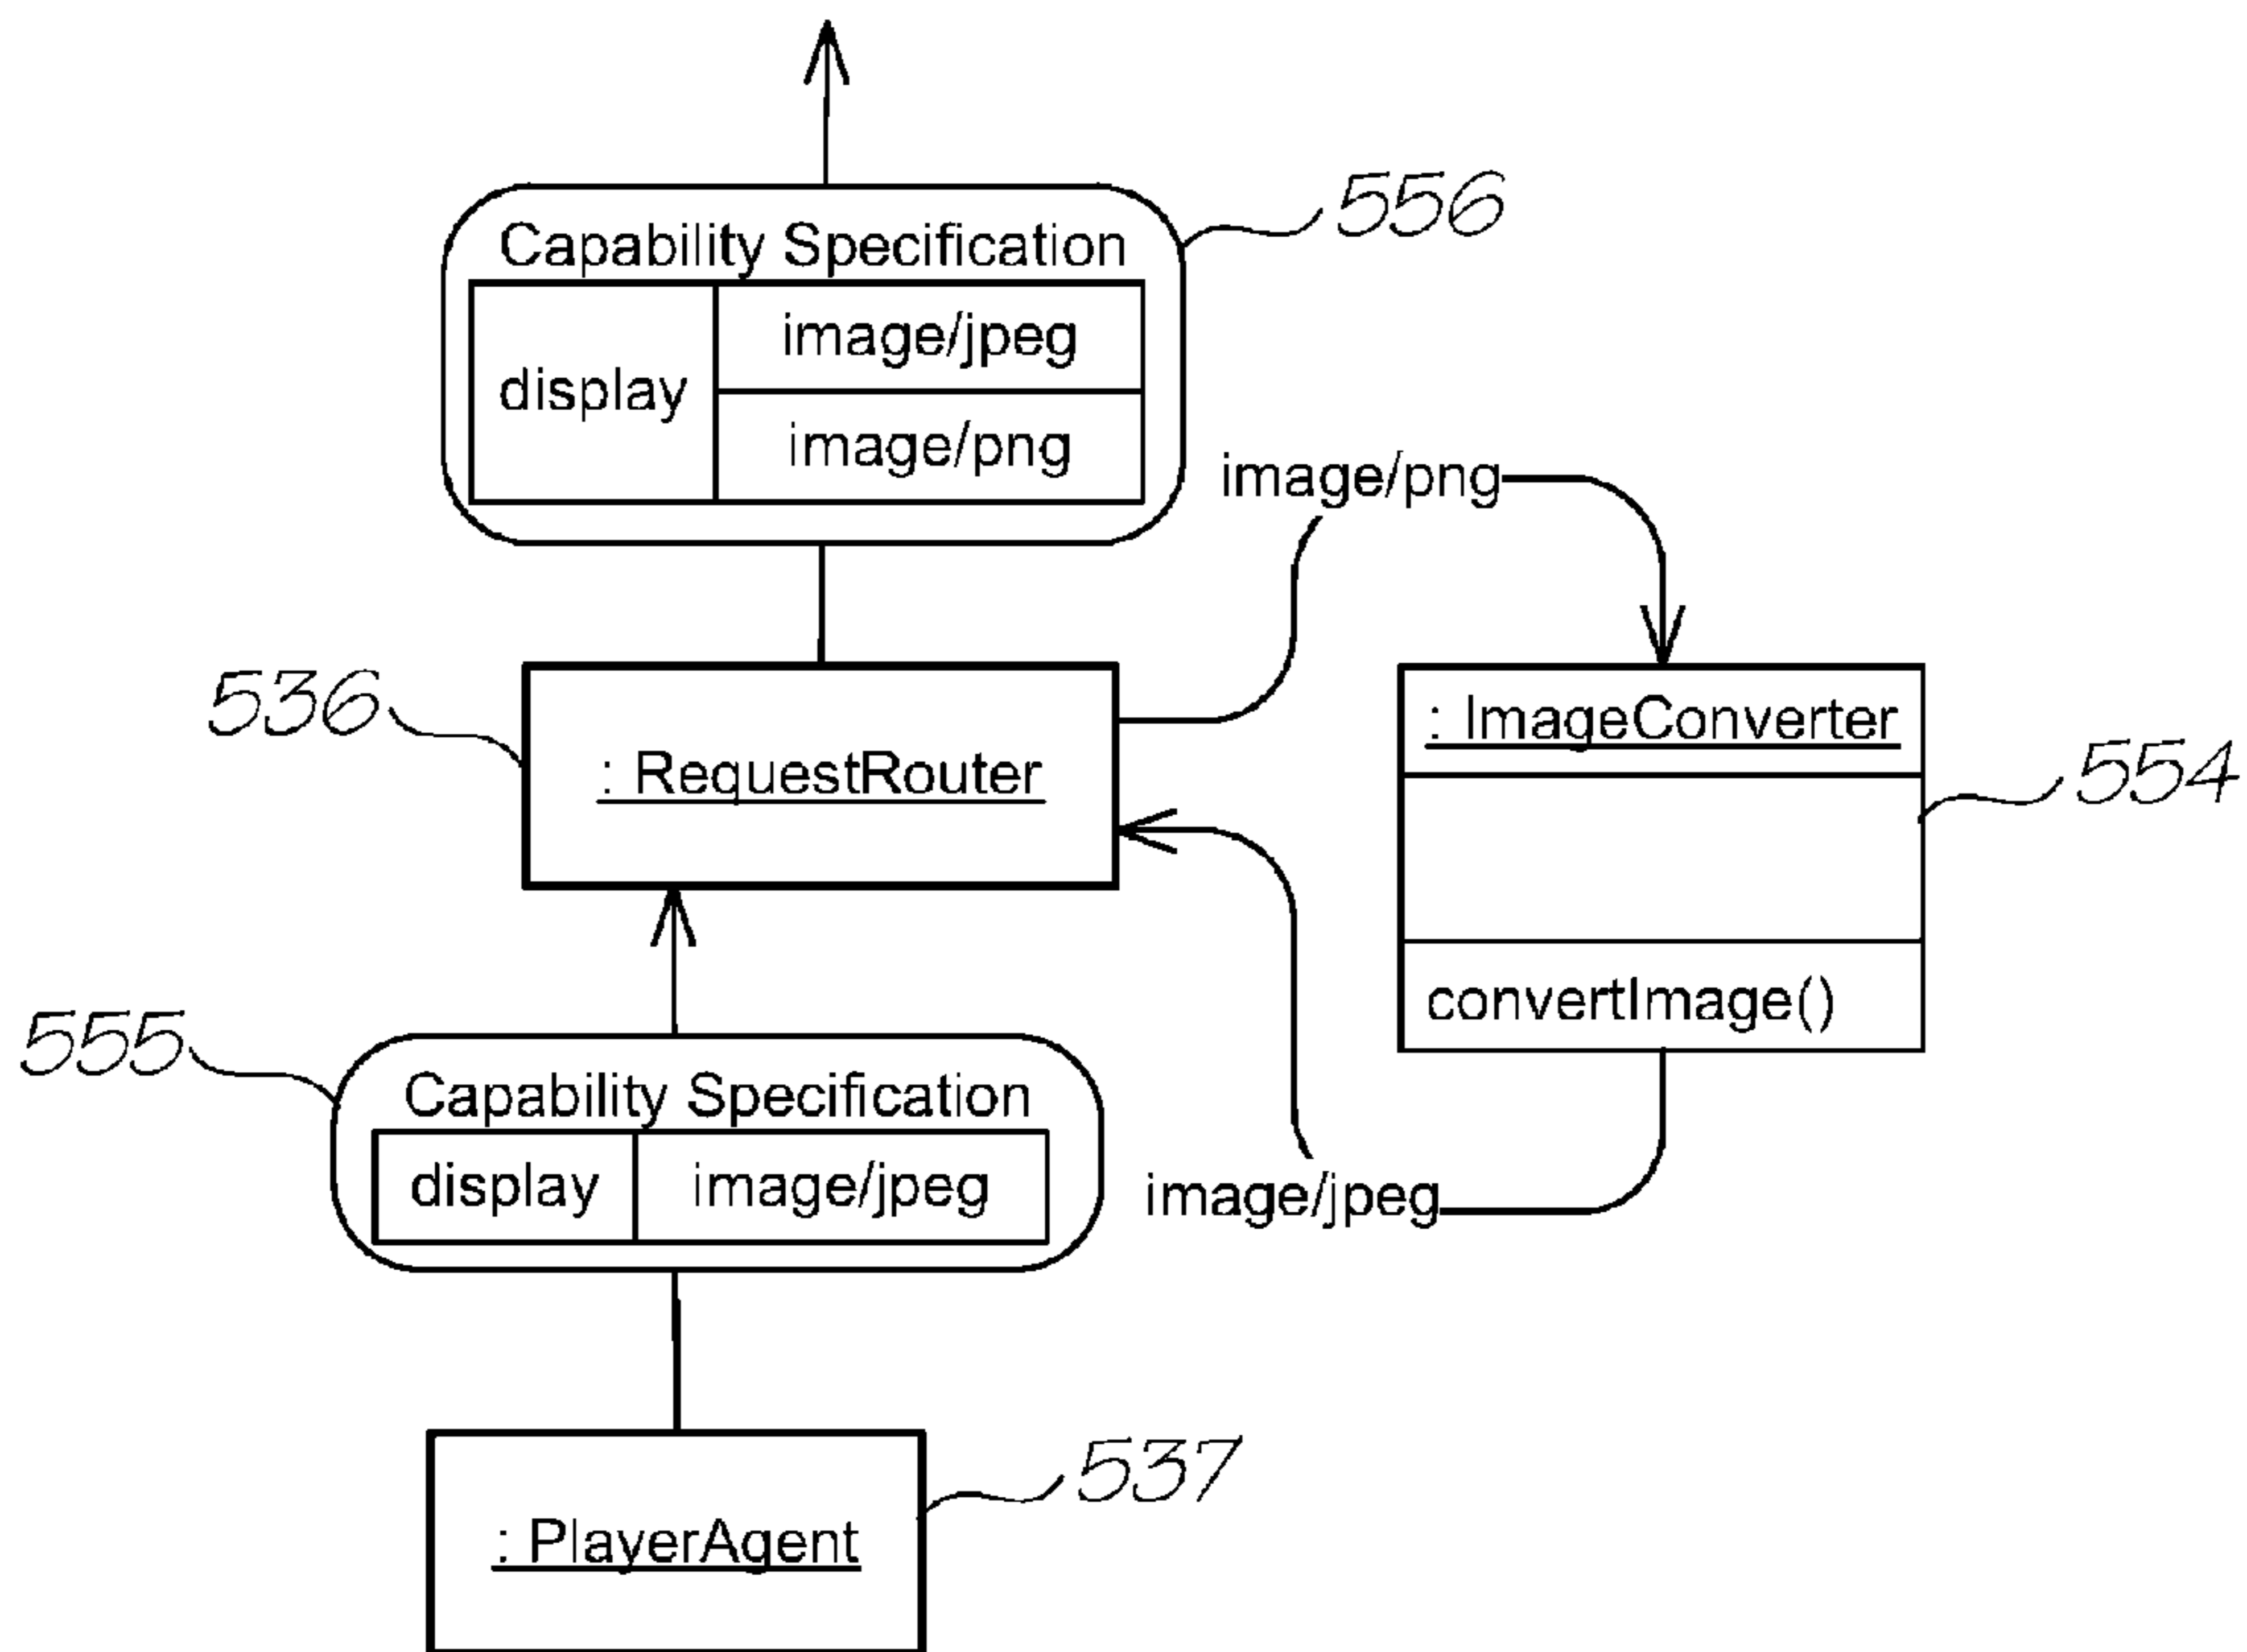 556
Capability Specification
display
image/jpeg
image/png
image/png
536
: RequestRouter
: ImageConverter
554
convertImage()
555
Capability Specification
display
image/jpeg
image/jpeg
: PlayerAgent
537